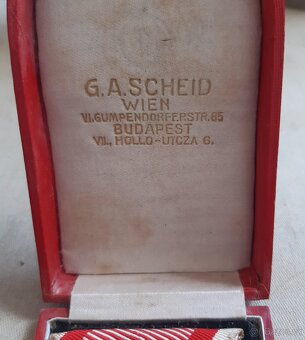 G.A.SCHEID
WIEN
VI.GUMPENDORFERSTR.85
BUDAPEST
VII., HOLLO-UTCZA 6.